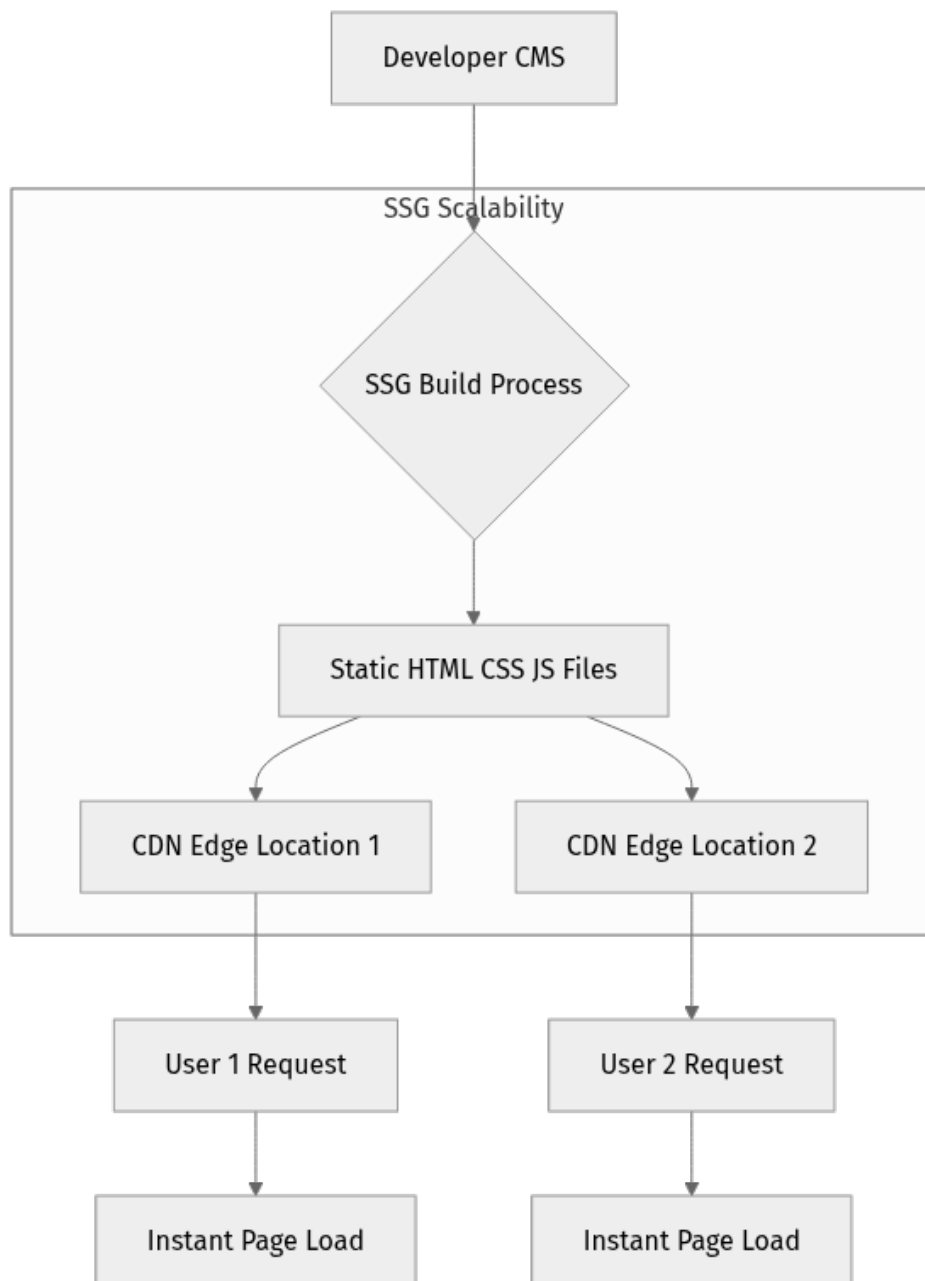 Developer CMS
SSG Scalability
SSG Build Process
Static HTML CSS JS Files
CDN Edge Location 1
CDN Edge Location 2
User 1 Request
User 2 Request
Instant Page Load
Instant Page Load